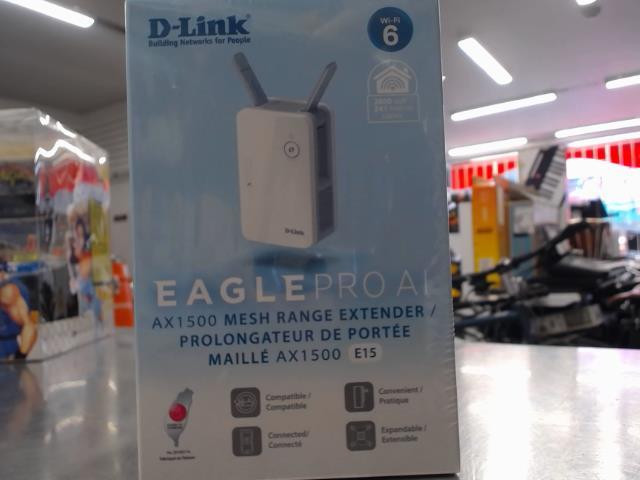 D-Link
Building Networks for People
Wi-Fi
6
D-Link
EAGLE PRO AI
AX1500 MESH RANGE EXTENDER /
PROLONGATEUR DE PORTÉE
MAILLÉ AX1500 E15
Compatible /
Compatible
Convenient /
Pratique
Connected/
Connecté
Expandable /
Extensible